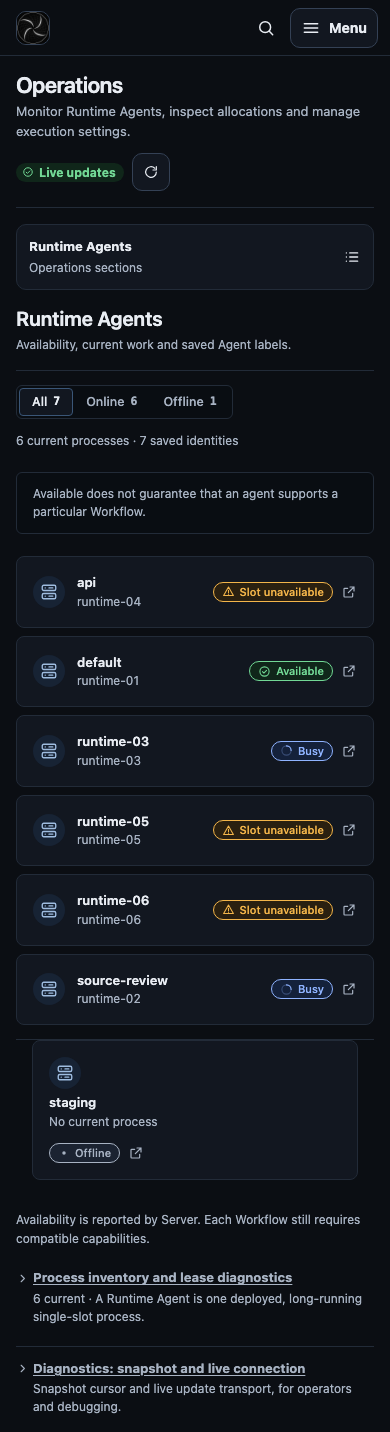 Menu
Operations
Monitor Runtime Agents, inspect allocations and manage
execution settings.
Live updates
Runtime Agents
Operations sections
Runtime Agents
Availability, current work and saved Agent labels.
All 7 Online 6 Offline 1
6 current processes · 7 saved identities
Available does not guarantee that an agent supports a
particular Workflow.
api
runtime-04
Slot unavailable
default
runtime-01
Available
runtime-03
runtime-03
Busy
runtime-05
runtime-05
Slot unavailable
runtime-06
runtime-06
Slot unavailable
source-review
runtime-02
Busy
staging
No current process
Offline
Availability is reported by Server. Each Workflow still requires
compatible capabilities.
Process inventory and lease diagnostics
6 current · A Runtime Agent is one deployed, long-running
single-slot process.
Diagnostics: snapshot and live connection
Snapshot cursor and live update transport, for operators
and debugging.